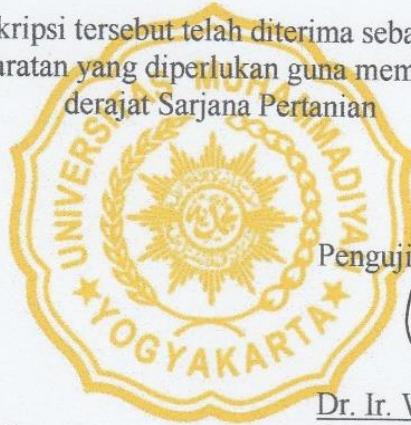 kripsi tersebut telah diterima seba
aratan yang diperlukan guna mem
derajat Sarjana Pertanian
UNIVERSITAS MUHAMMADIYAH
YOGYAKARTA
Penguji
Dr. Ir.